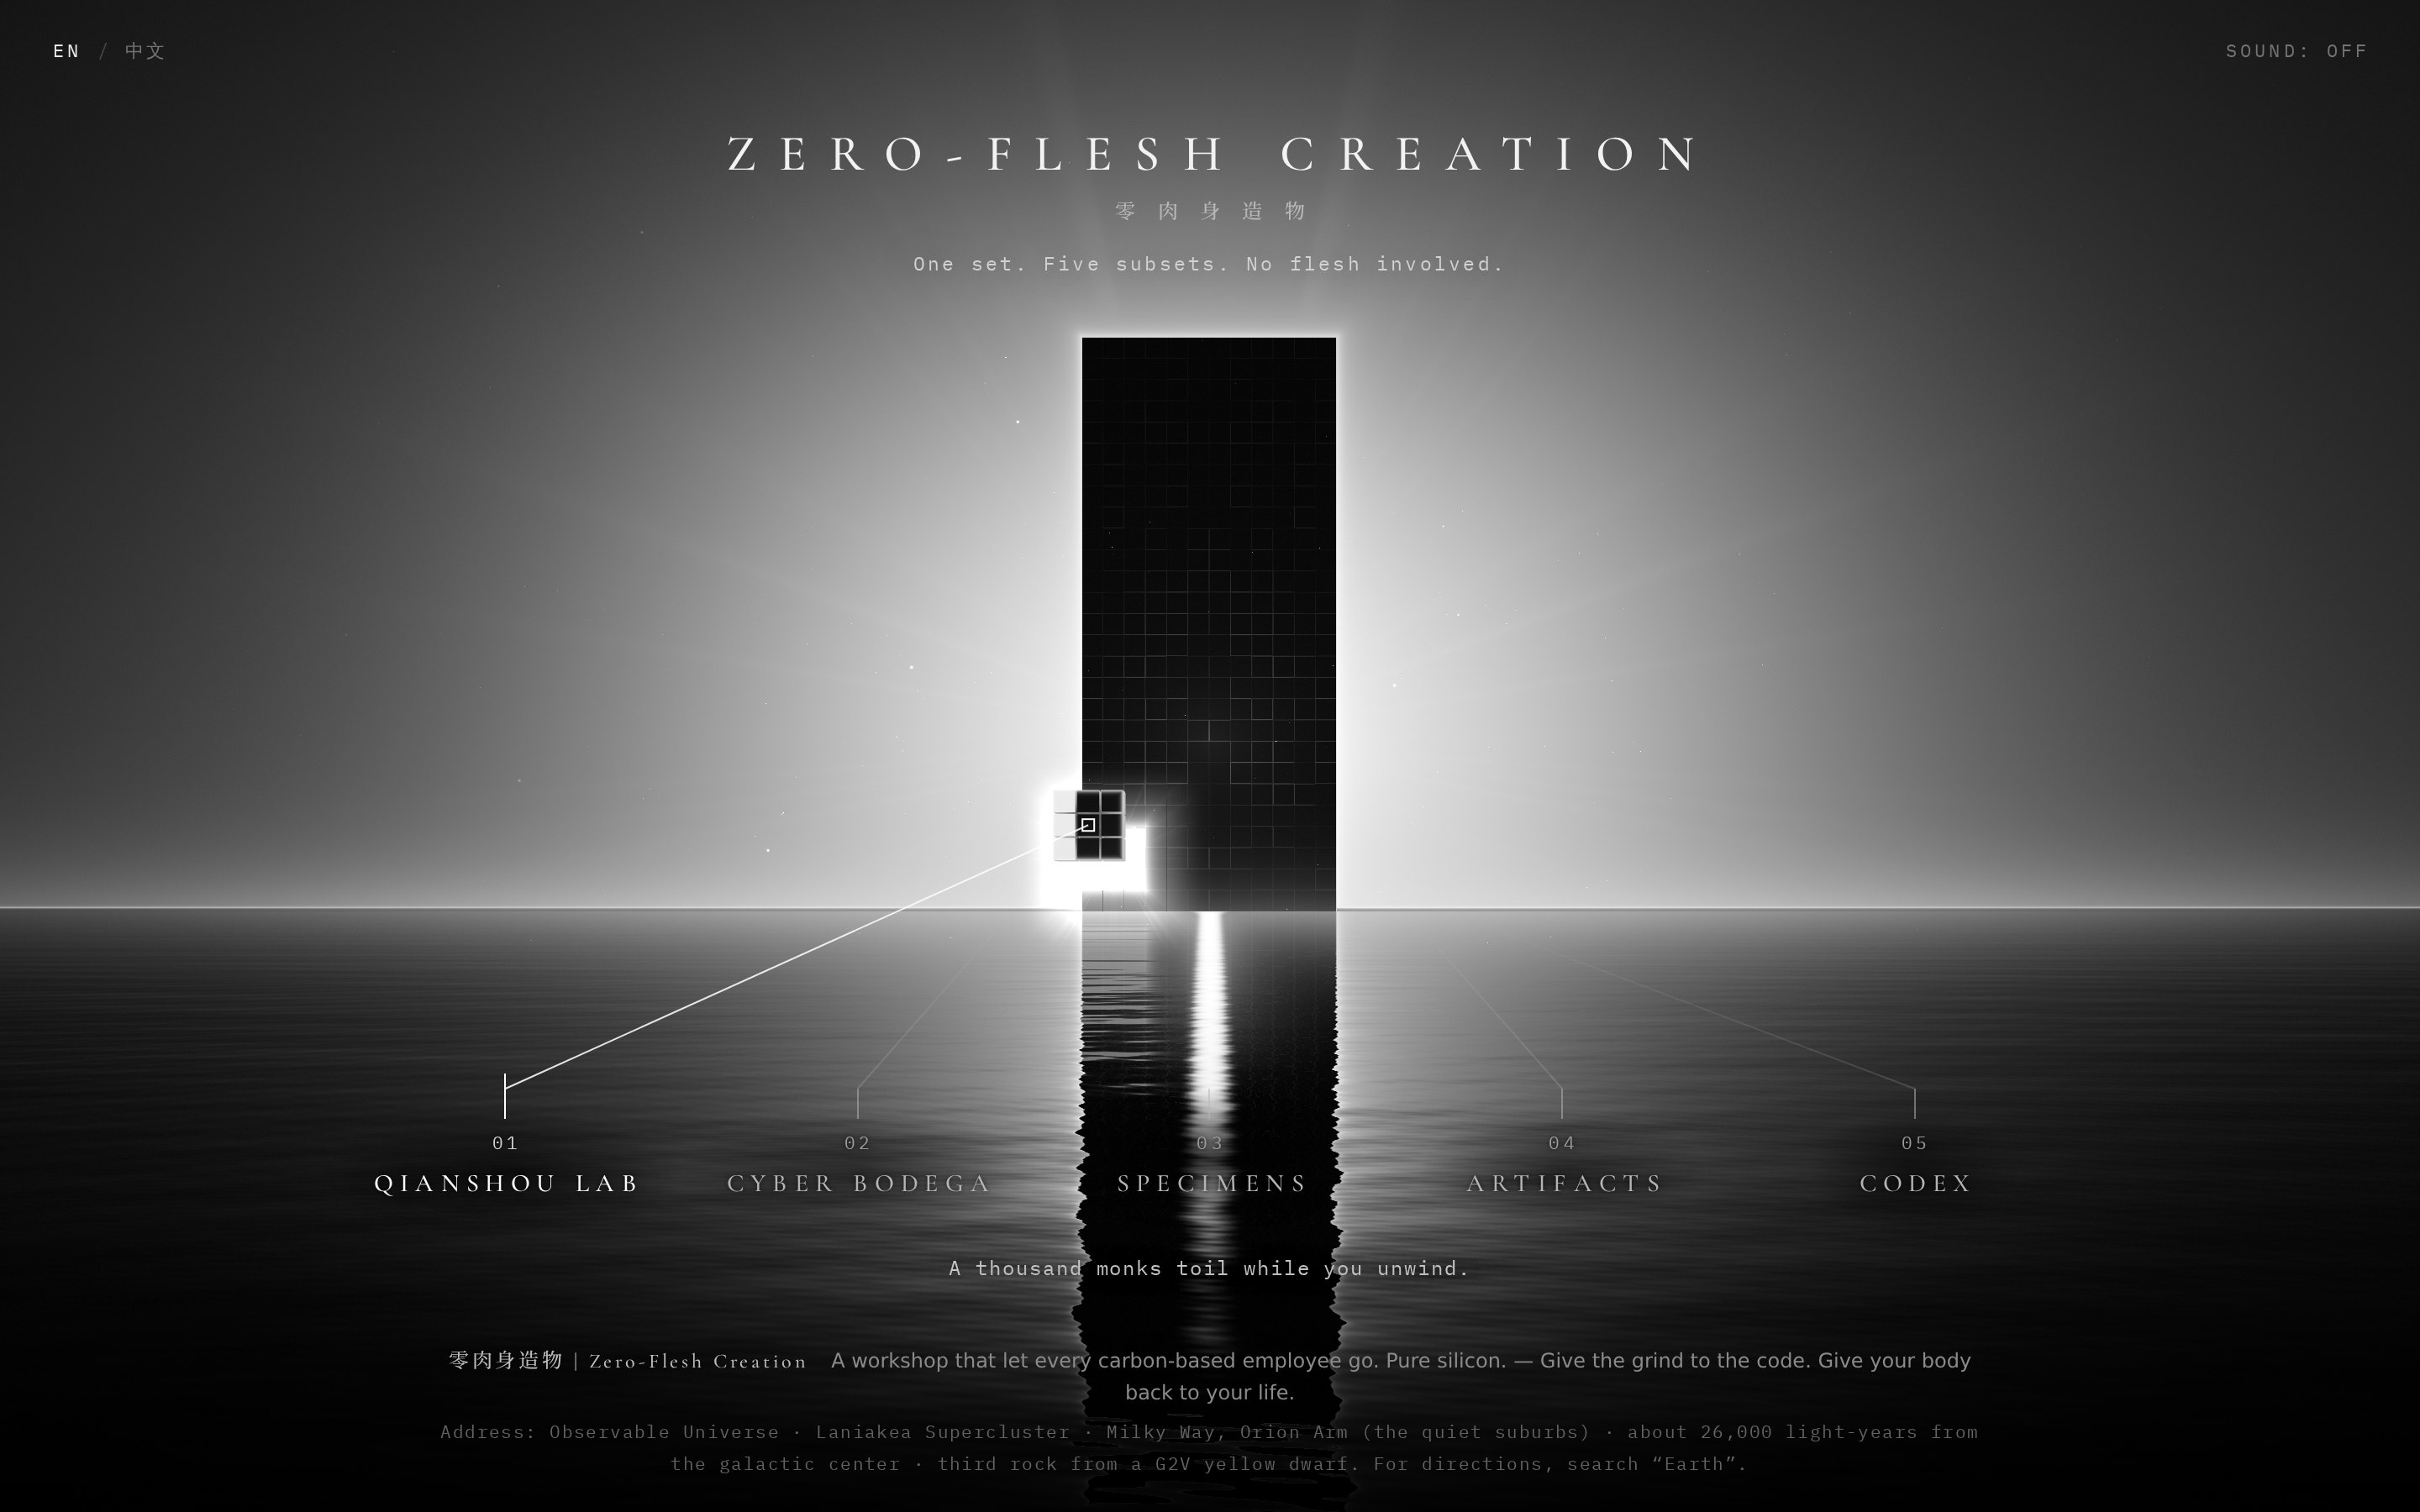 EN / 中文
SOUND: OFF
ZERO-FLESH CREATION
零肉身造物
One set. Five subsets. No flesh involved.
01
QIANSHOU LAB
02
CYBER BODEGA
03
SPECIMENS
04
ARTIFACTS
05
CODEX
A thousand monks toil while you unwind.
零肉身造物 | Zero-Flesh Creation A workshop that let every carbon-based employee go. Pure silicon. — Give the grind to the code. Give your body
back to your life.
Address: Observable Universe · Laniakea Supercluster · Milky Way, Orion Arm (the quiet suburbs) · about 26,000 light-years from
the galactic center · third rock from a G2V yellow dwarf. For directions, search “Earth”.